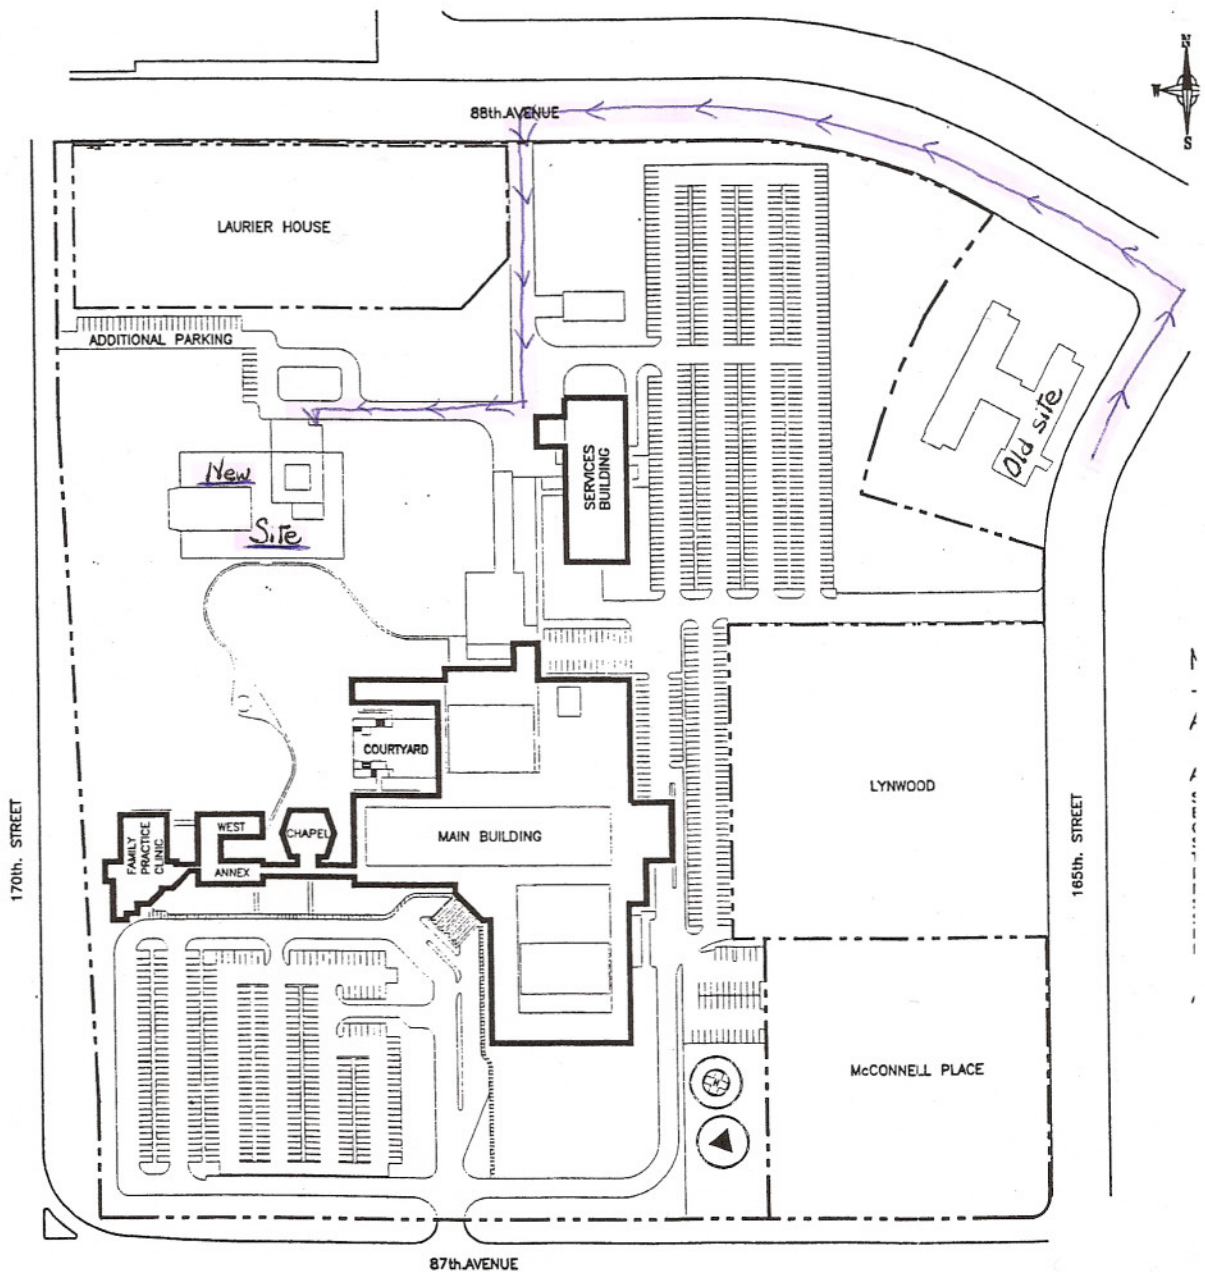 N
W
S
88th.AVENUE
LAURIER HOUSE
ADDITIONAL PARKING
Old site
SERVICES
BUILDING
New
Site
COURTYARD
LYNWOOD
WEST
CHAPEL
MAIN BUILDING
FAMILY
PRACTICE
CLINIC
ANNEX
170th. STREET
165th. STREET
McCONNELL PLACE
87th.AVENUE